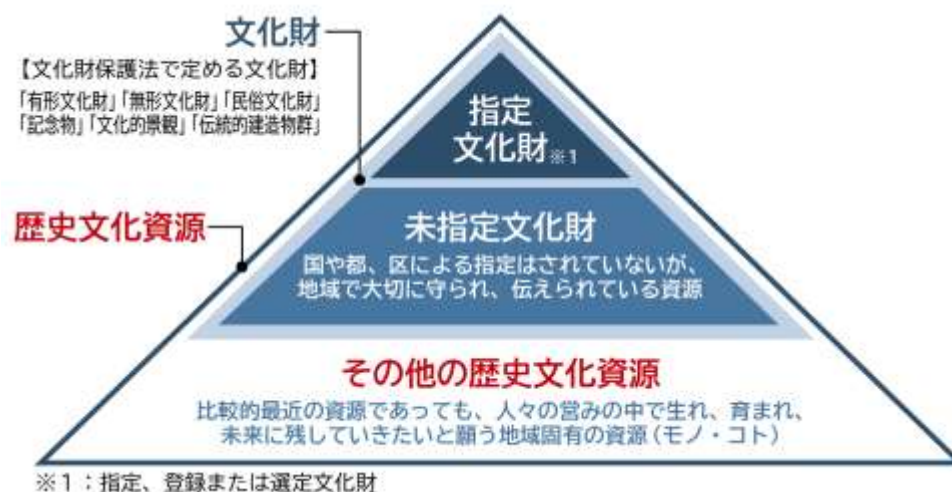 文化財
【文化財保護法で定める文化財】
「有形文化財」「無形文化財」「民俗文化財」
「記念物」「文化的景観」「伝統的建造物群」
歴史文化資源
指定
文化財※1
未指定文化財
国や都、区による指定はされていないが、
地域で大切に守られ、伝えられている資源
その他の歴史文化資源
比較的最近の資源であっても、人々の営みの中で生れ、育まれ、
未来に残していきたいと願う地域固有の資源（モノ・コト）
※1：指定、登録または選定文化財